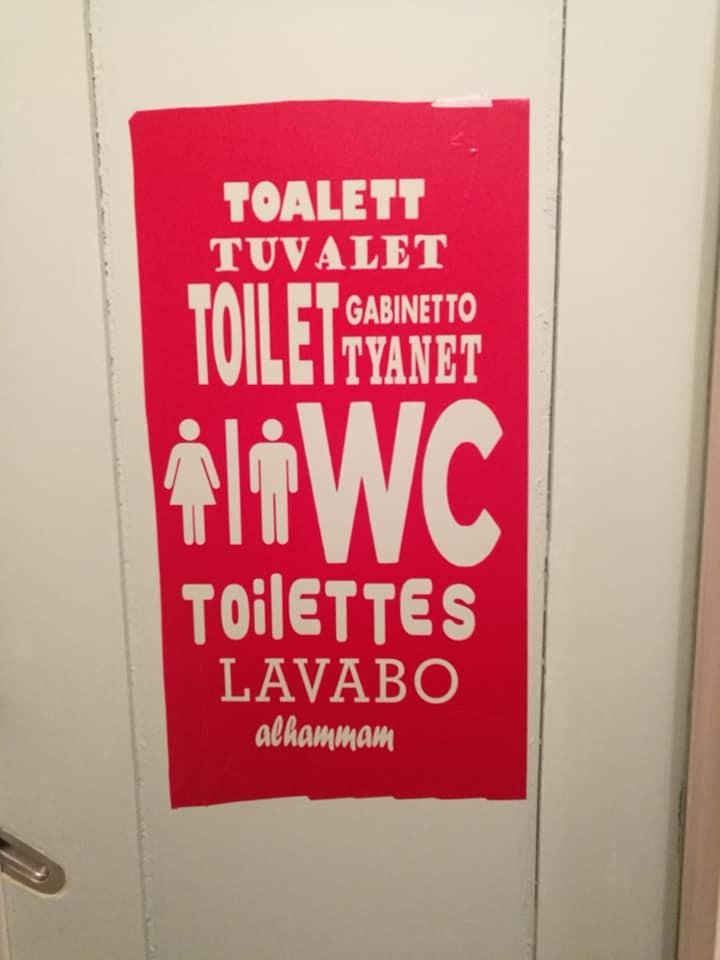 TOALETT
TUVALET
TOILET
GABINETTO
TYANET
WC
TOilETTES
LAVABO
alhammam